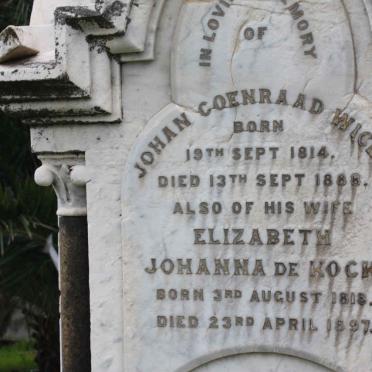 IN LOVING MEMORY
OF
JOHAN COENRAAD
BORN
19TH SEPT 1814.
DIED 13TH SEPT 1888.
ALSO OF HIS WIFE
ELIZABETH
JOHANNA DE KOCK
BORN 3RD AUGUST 1818.
DIED 23RD APRIL 1897.